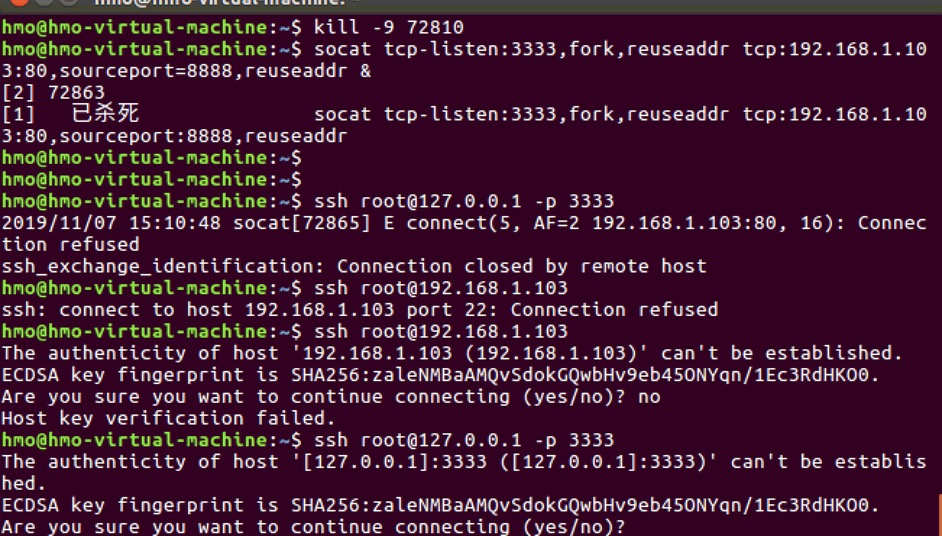 hmo@hmo-virtual-machine: ~
hmo@hmo-virtual-machine:~$ kill -9 72810
hmo@hmo-virtual-machine:~$ socat tcp-listen:3333,fork,reuseaddr tcp:192.168.1.10
3:80,sourceport=8888,reuseaddr &
[2] 72863
[1]   已杀死               socat tcp-listen:3333,fork,reuseaddr tcp:192.168.1.10
3:80,sourceport:8888,reuseaddr
hmo@hmo-virtual-machine:~$
hmo@hmo-virtual-machine:~$
hmo@hmo-virtual-machine:~$ ssh root@127.0.0.1 -p 3333
2019/11/07 15:10:48 socat[72865] E connect(5, AF=2 192.168.1.103:80, 16): Connec
tion refused
ssh_exchange_identification: Connection closed by remote host
hmo@hmo-virtual-machine:~$ ssh root@192.168.1.103
ssh: connect to host 192.168.1.103 port 22: Connection refused
hmo@hmo-virtual-machine:~$ ssh root@192.168.1.103
The authenticity of host '192.168.1.103 (192.168.1.103)' can't be established.
ECDSA key fingerprint is SHA256:zaleNMBaAMQvSdokGQwbHv9eb45ONYqn/1Ec3RdHKO0.
Are you sure you want to continue connecting (yes/no)? no
Host key verification failed.
hmo@hmo-virtual-machine:~$ ssh root@127.0.0.1 -p 3333
The authenticity of host '[127.0.0.1]:3333 ([127.0.0.1]:3333)' can't be establis
hed.
ECDSA key fingerprint is SHA256:zaleNMBaAMQvSdokGQwbHv9eb45ONYqn/1Ec3RdHKO0.
Are you sure you want to continue connecting (yes/no)?